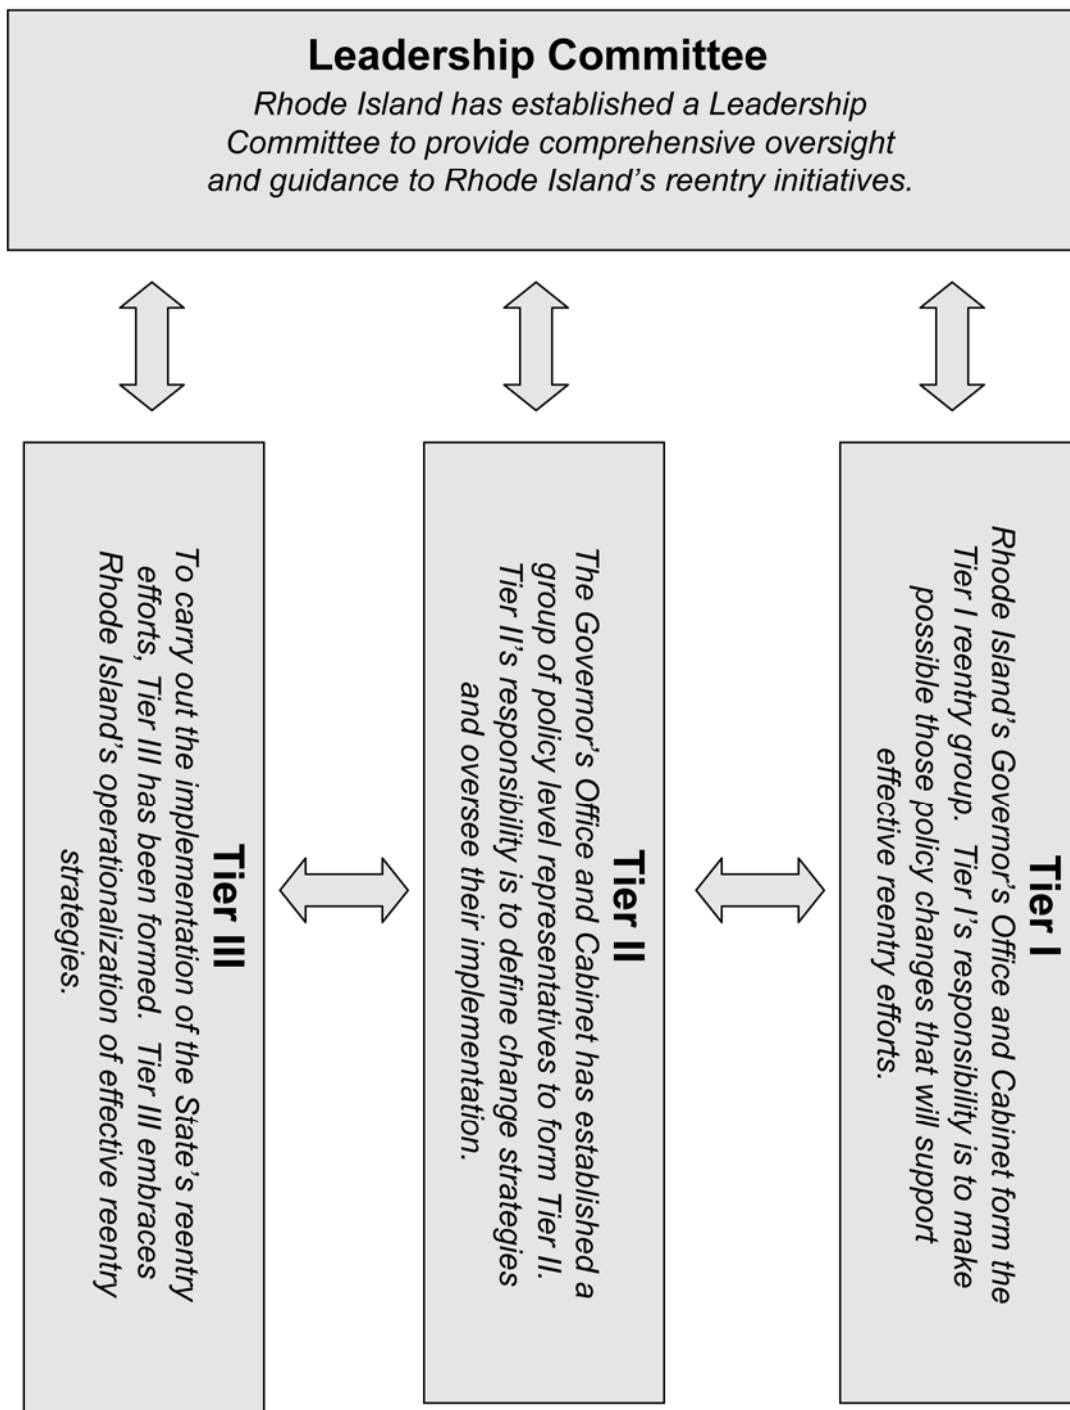 Leadership Committee
Rhode Island has established a Leadership
Committee to provide comprehensive oversight
and guidance to Rhode Island’s reentry initiatives.
Tier I
Rhode Island’s Governor’s Office and Cabinet form the
Tier I reentry group.  Tier I’s responsibility is to make
possible those policy changes that will support
effective reentry efforts.
Tier II
The Governor’s Office and Cabinet has established a
group of policy level representatives to form Tier II.
Tier II’s responsibility is to define change strategies
and oversee their implementation.
Tier III
To carry out the implementation of the State’s reentry
efforts, Tier III has been formed.  Tier III embraces
Rhode Island’s operationalization of effective reentry
strategies.